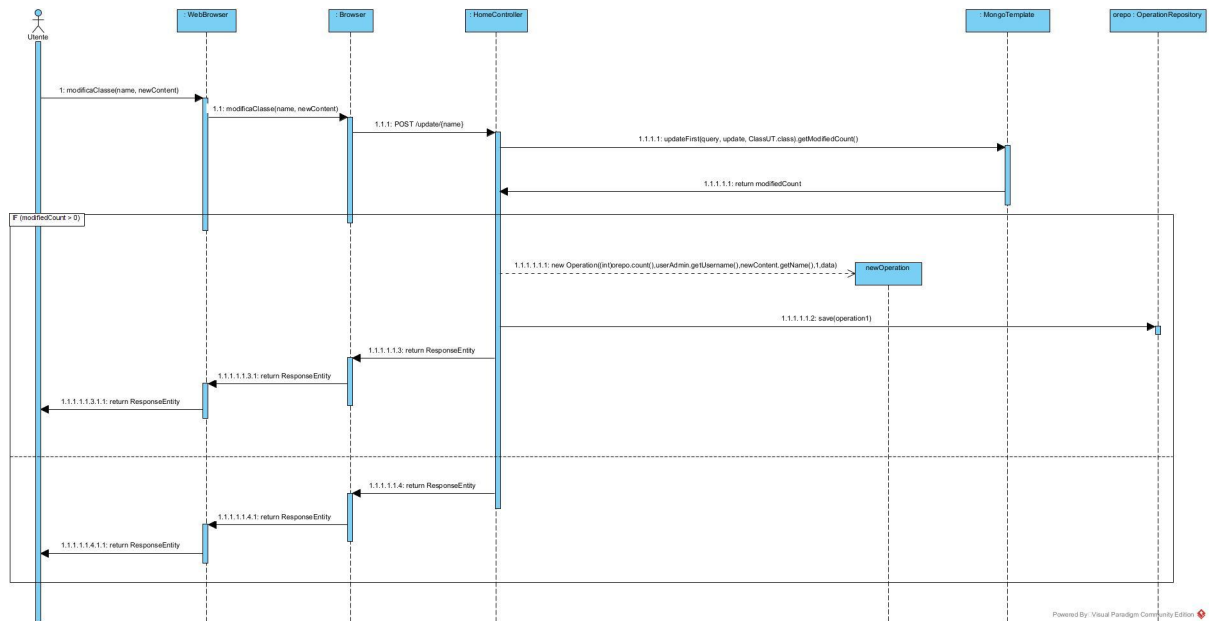 : WebBrowser
: Browser
: HomeController
: MongoTemplate
orepo : OperationRepository
Utente
1: modificaClasse(name, newContent)
1.1: modificaClasse(name, newContent)
1.1.1: POST /update/{name}
1.1.1.1: updateFirst(query, update, ClassUT.class).getModifiedCount()
1.1.1.1.1: return modifiedCount
IF (modifiedCount > 0)
1.1.1.1.1.1: new Operation((int)orepo.count(),userAdmin.getUsername(),newContent.getName(),1,data)
newOperation
1.1.1.1.1.2: save(operation1)
1.1.1.1.1.3: return ResponseEntity
1.1.1.1.1.3.1: return ResponseEntity
1.1.1.1.1.3.1.1: return ResponseEntity
1.1.1.1.1.4: return ResponseEntity
1.1.1.1.1.4.1: return ResponseEntity
1.1.1.1.1.4.1.1: return ResponseEntity
Powered By: Visual Paradigm Community Edition